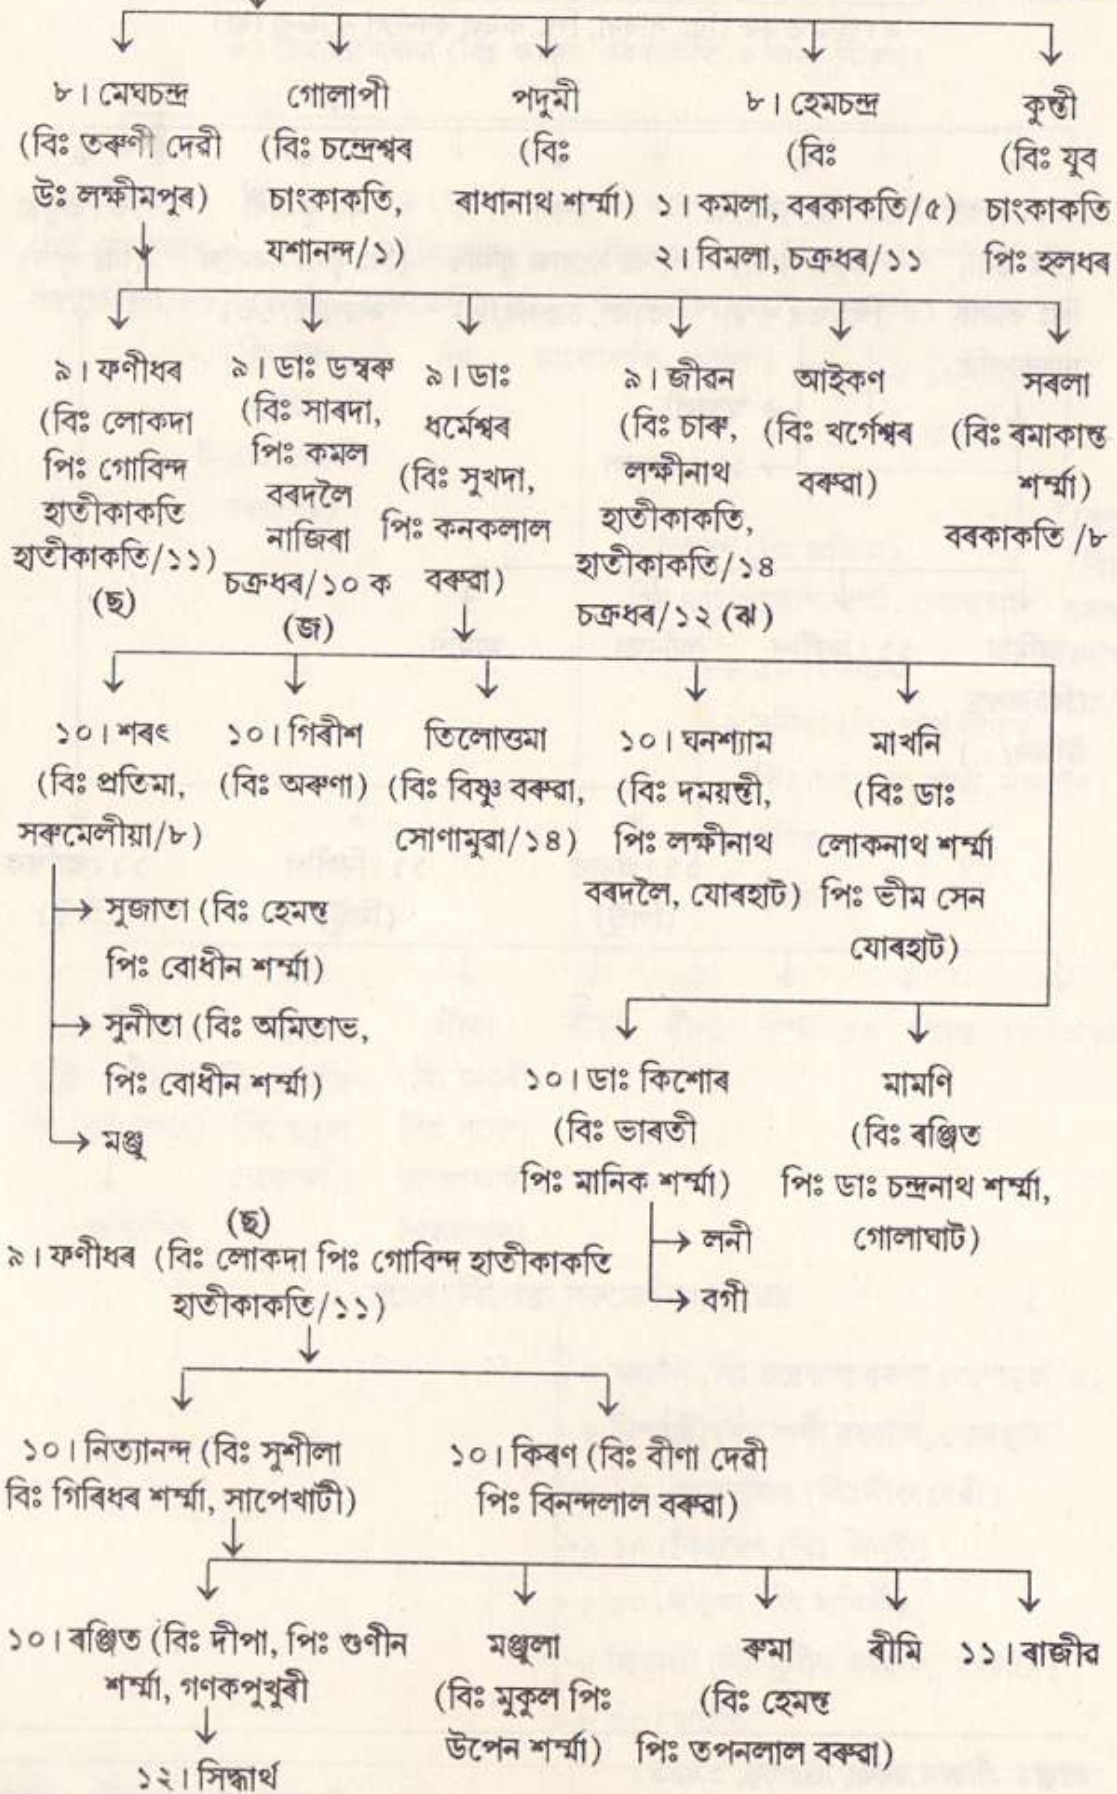 ৮। মেঘচন্দ্ৰ গোলাপী পদুমী ৮। হেমচন্দ্ৰ কুন্তী
(বিঃ তৰুণী দেৱী (বিঃ চন্দ্ৰেশ্বৰ (বিঃ (বিঃ (বিঃ যুব
উঃ লক্ষীমপুৰ) চাংকাকতি, ৰাধানাথ শৰ্ম্মা) ১। কমলা, বৰকাকতি/৫) চাংকাকতি
যশানন্দ/১) ২। বিমলা, চক্ৰধৰ/১১ পিঃ হলধৰ
৯। ফণীধৰ ৯। ডাঃ ডম্বৰু ৯। ডাঃ ৯। জীৱন আইকণ সৰলা
(বিঃ লোকদা (বিঃ সাৰদা, ধৰ্মেশ্বৰ (বিঃ চাৰু, (বিঃ খৰ্গেশ্বৰ (বিঃ ৰমাকান্ত
পিঃ গোবিন্দ পিঃ কমল (বিঃ সুখদা, লক্ষীনাথ বৰুৱা) শৰ্ম্মা)
হাতীকাকতি বৰদলৈ পিঃ কনকলাল হাতীকাকতি, বৰকাকতি /৮
হাতীকাকতি/১১) নাজিৰা বৰুৱা) হাতীকাকতি/১৪
(ছ) চক্ৰধৰ/১০ ক চক্ৰধৰ/১২ (ঝ)
(জ)
১০। শৰৎ ১০। গিৰীশ তিলোত্তমা ১০। ঘনশ্যাম মাখনি
(বিঃ প্ৰতিমা, (বিঃ অৰুণা) (বিঃ বিষ্ণু বৰুৱা, (বিঃ দময়ন্তী, (বিঃ ডাঃ
সৰুমেলীয়া/৮) সোণামুৱা/১৪) পিঃ লক্ষীনাথ লোকনাথ শৰ্ম্মা
বৰদলৈ, যোৰহাট) পিঃ ভীম সেন
যোৰহাট)
সুজাতা (বিঃ হেমন্ত
পিঃ বোধীন শৰ্ম্মা)
সুনীতা (বিঃ অমিতাভ,
পিঃ বোধীন শৰ্ম্মা)
মঞ্জু
১০। ডাঃ কিশোৰ মামণি
(বিঃ ভাৰতী (বিঃ ৰঞ্জিত
পিঃ মানিক শৰ্ম্মা) পিঃ ডাঃ চন্দ্ৰনাথ শৰ্ম্মা,
গোলাঘাট)
লনী
বগী
(ছ)
৯। ফণীধৰ (বিঃ লোকদা পিঃ গোবিন্দ হাতীকাকতি
হাতীকাকতি/১১)
১০। নিত্যানন্দ (বিঃ সুশীলা ১০। কিৰণ (বিঃ বীণা দেৱী
বিঃ গিৰিধৰ শৰ্ম্মা, সাপেখাটী) পিঃ বিনন্দলাল বৰুৱা)
১০। ৰঞ্জিত (বিঃ দীপা, পিঃ গুণীন মঞ্জুলা ৰুমা ৰীমি ১১। ৰাজীৱ
শৰ্ম্মা, গণকপুখুৰী (বিঃ মুকুল পিঃ (বিঃ হেমন্ত
উপেন শৰ্ম্মা) পিঃ তপনলাল বৰুৱা)
১২। সিদ্ধাৰ্থ